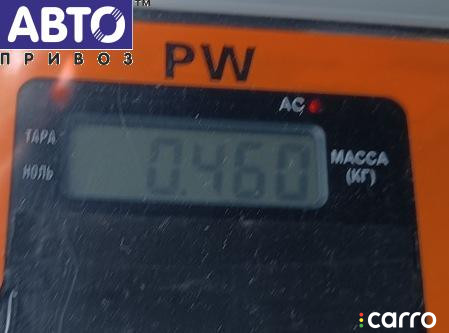 АВТО™
ПРИВОЗ
PW
AC
ТАРА
НОЛЬ
0.460
МАССА
(КГ)
carro